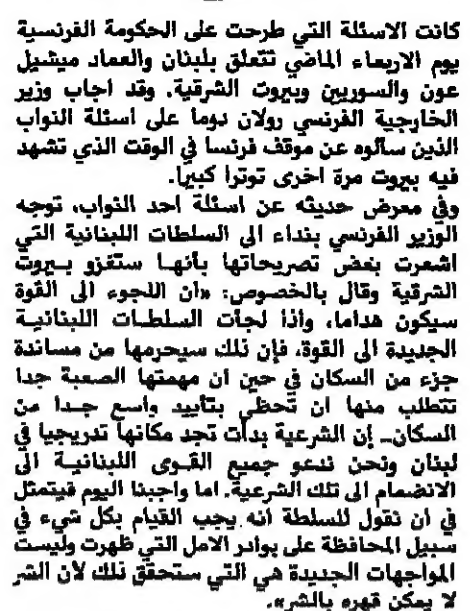 كانت الاسئلة التي طرحت على الحكومة الفرنسية
يوم الاربعاء الماضي تتعلق بلبنان والعماد ميشيل
عون والسوريين وبيروت الشرقية. وقد اجاب وزير
الخارجية الفرنسي رولان دوما على اسئلة النواب
الذين سألوه عن موقف فرنسا في الوقت الذي تشهد
فيه بيروت مرة اخرى توترا كبيرا.
وفي معرض حديثه عن اسئلة احد النواب، توجه
الوزير الفرنسي بنداء الى السلطات اللبنانية التي
اشعرت بعض تصريحاتها بأنها ستغزو بيروت
الشرقية وقال بالخصوص: «ان اللجوء الى القوة
سيكون هداما، واذا لجأت السلطات اللبنانية
الجديدة الى القوة، فإن ذلك سيحرمها من مساندة
جزء من السكان في حين ان مهمتها الصعبة جدا
تتطلب منها ان تحظى بتأييد واسع جدا من
السكان.. إن الشرعية بدأت تجد مكانها تدريجيا في
لبنان ونحن ندعو جميع القوى اللبنانية الى
الانضمام الى تلك الشرعية. اما واجبنا اليوم فيتمثل
في أن نقول للسلطة أنه يجب القيام بكل شيء في
سبيل المحافظة على بوادر الامل التي ظهرت وليست
المواجهات الجديدة هي التي ستحقق ذلك لأن الشر
لا يمكن قهره بالشر».